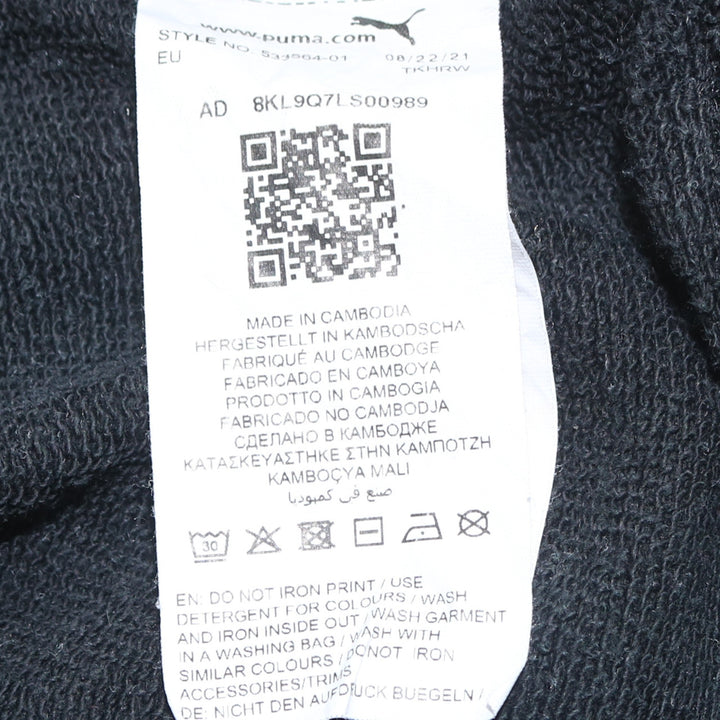 www.puma.com
STYLE NO. 539564-01 08/22/21
EU TKHRW
AD 8KL9Q7LS00989
MADE IN CAMBODIA
HERGESTELLT IN KAMBODSCHA
FABRIQUÉ AU CAMBODGE
FABRICADO EN CAMBOYA
PRODOTTO IN CAMBOGIA
FABRICADO NO CAMBODJA
СДЕЛАНО В КАМБОДЖЕ
ΚΑΤΑΣΚΕΥΑΣΤΗΚΕ ΣΤΗΝ ΚΑΜΠΟΤΖΗ
KAMBOÇYA MALI
صنع في كمبوديا
30
EN: DO NOT IRON PRINT / USE
DETERGENT FOR COLOURS / WASH
AND IRON INSIDE OUT / WASH GARMENT
IN A WASHING BAG / WASH WITH
SIMILAR COLOURS / DONOT IRON
ACCESSORIES/TRIMS
DE: NICHT DEN AUFDRUCK BUEGELN /